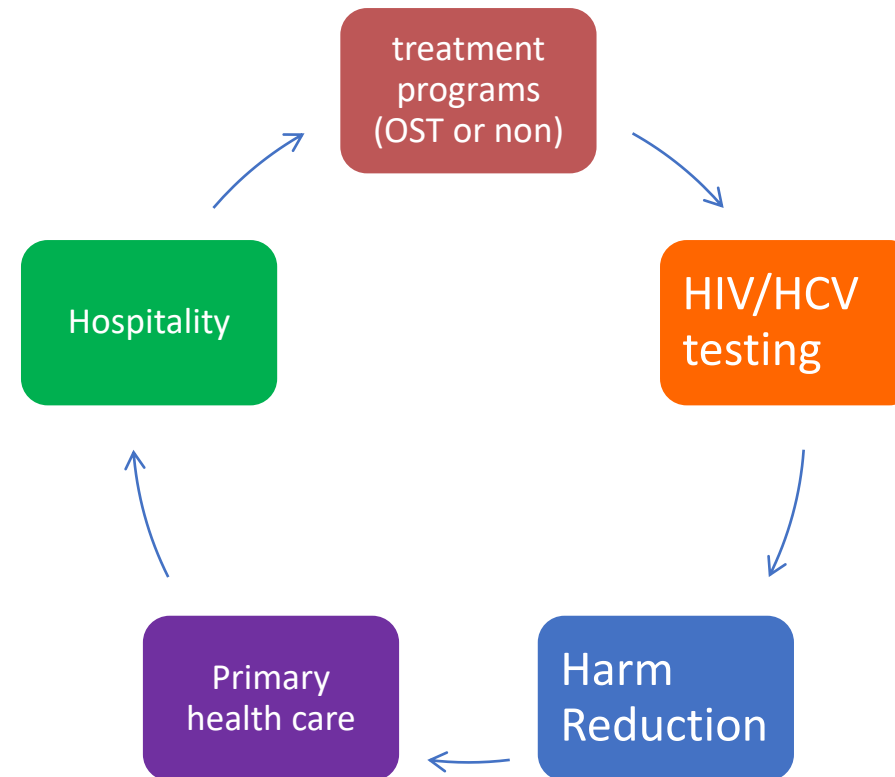 treatment
programs
(OST or non)
HIV/HCV
testing
Harm
Reduction
Primary
health care
Hospitality